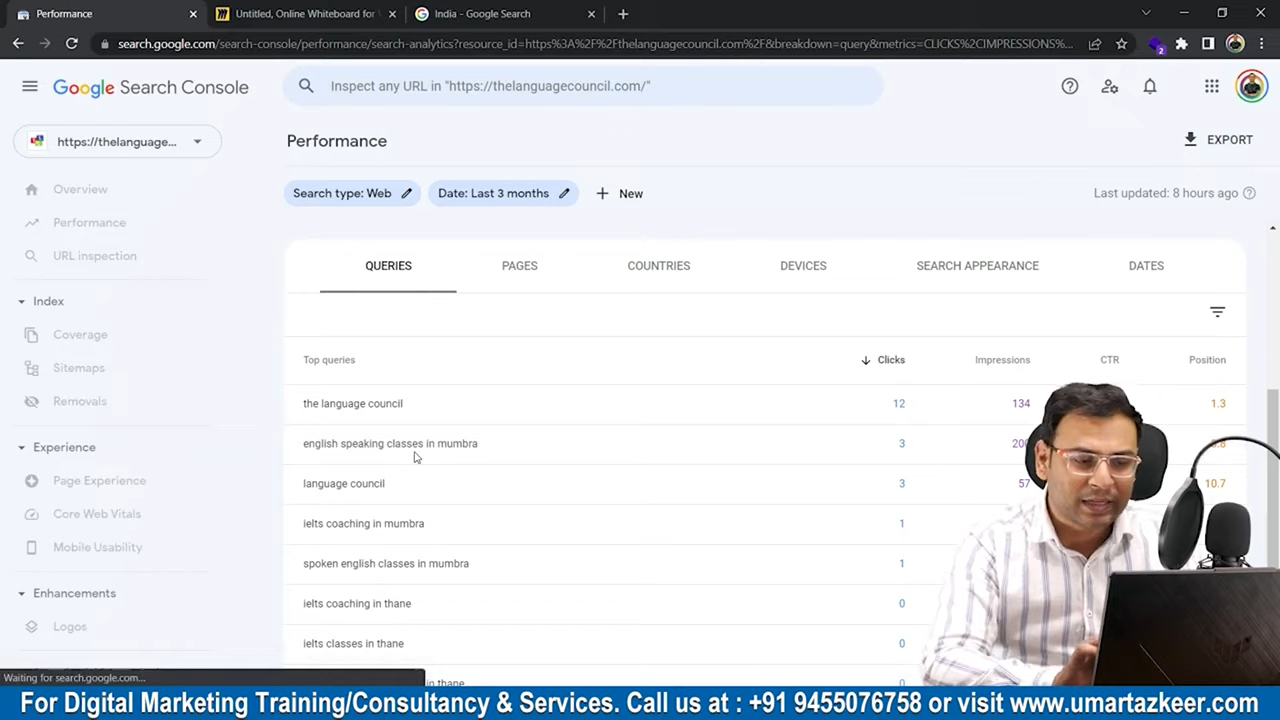 Performance
Untitled, Online Whiteboard for
India - Google Search
search.google.com/search-console/performance/search-analytics?resource_id=https%3A%2F%2Fthelanguagecouncil.com%2F&breakdown=query&metrics=CLICKS%2CIMPRESSIONS%...
2
Google Search Console
Inspect any URL in "https://thelanguagecouncil.com/"
https://thelanguage...
Performance
EXPORT
Search type: Web
Date: Last 3 months
New
Last updated: 8 hours ago
Overview
Performance
URL inspection
Index
Coverage
Sitemaps
Removals
Experience
Page Experience
Core Web Vitals
Mobile Usability
Enhancements
Logos
QUERIES PAGES COUNTRIES DEVICES SEARCH APPEARANCE DATES
Top queries Clicks Impressions CTR Position
the language council 12 134 1.3
english speaking classes in mumbra 3
language council 3 57 10.7
ielts coaching in mumbra 1
spoken english classes in mumbra 1
ielts coaching in thane 0
ielts classes in thane 0
in thane 0
Waiting for search.google.com...
For Digital Marketing Training/Consultancy & Services. Call us at : +91 9455076758 or visit www.umartazkeer.com